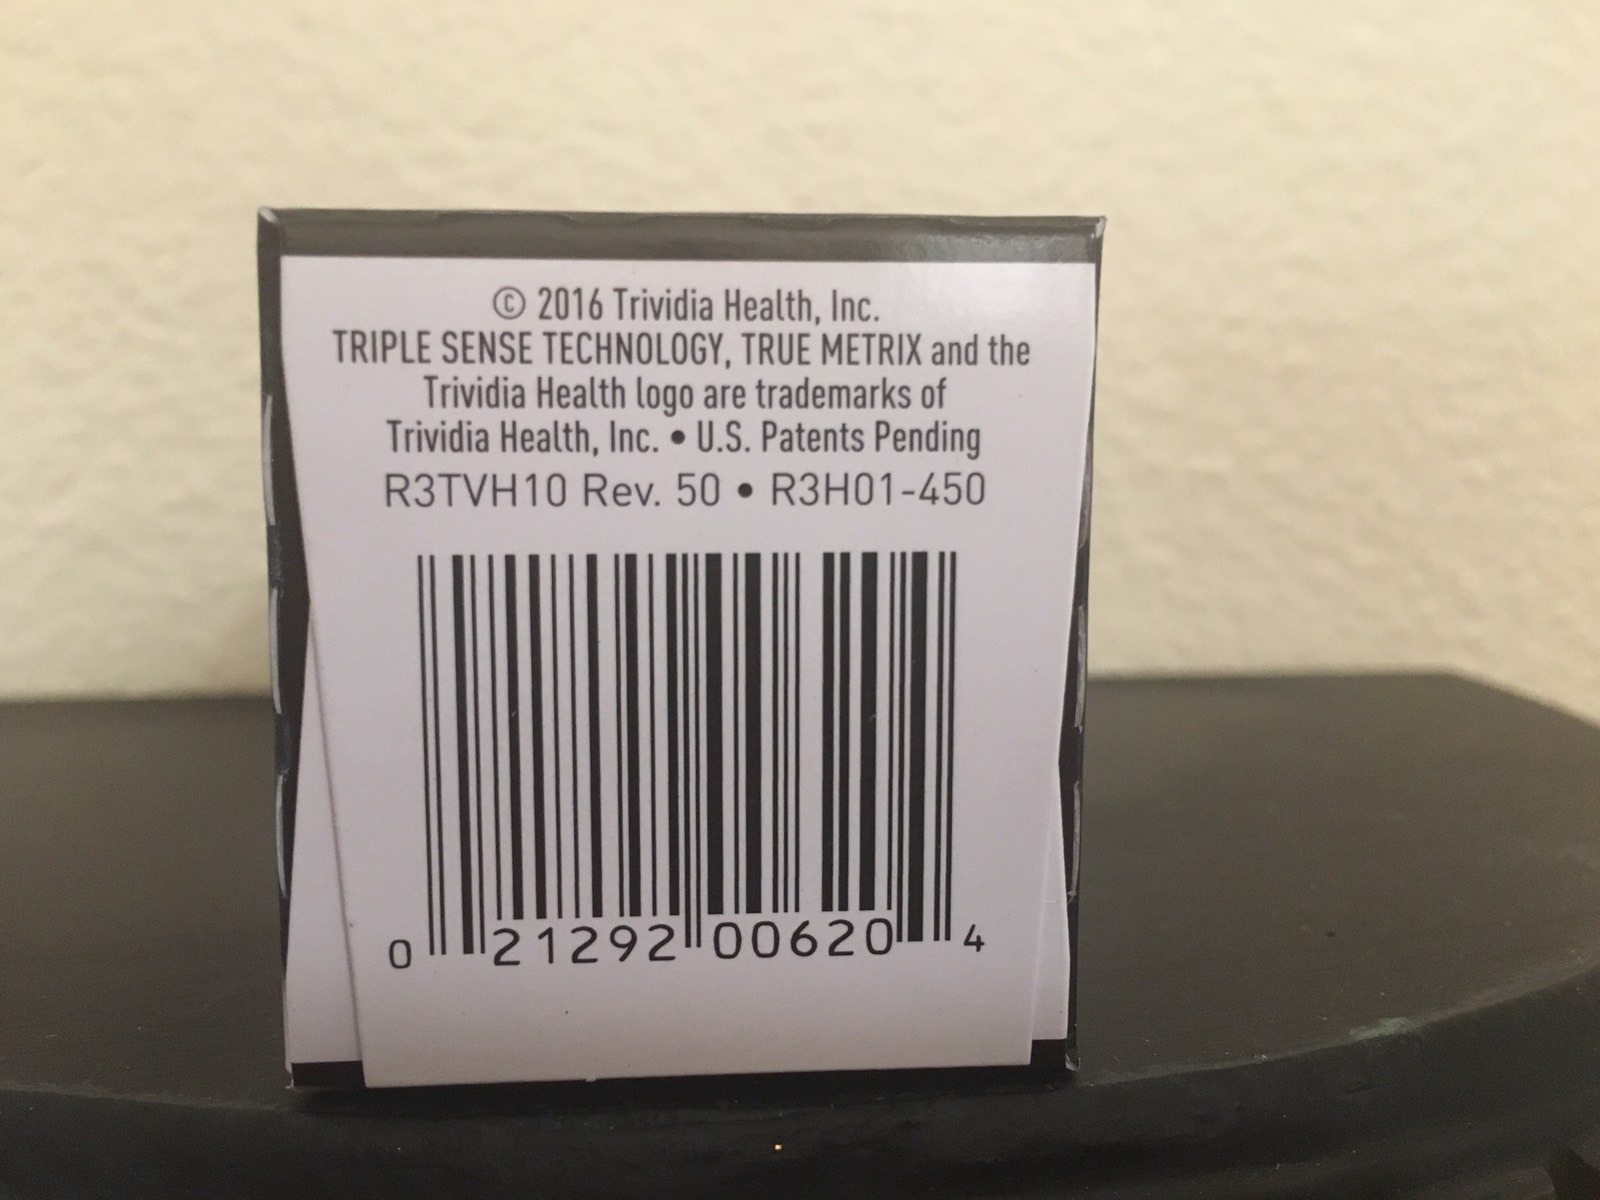 © 2016 Trividia Health, Inc.
TRIPLE SENSE TECHNOLOGY, TRUE METRIX and the
Trividia Health logo are trademarks of
Trividia Health, Inc. • U.S. Patents Pending
R3TVH10 Rev. 50 • R3H01-450
0 21292 00620 4